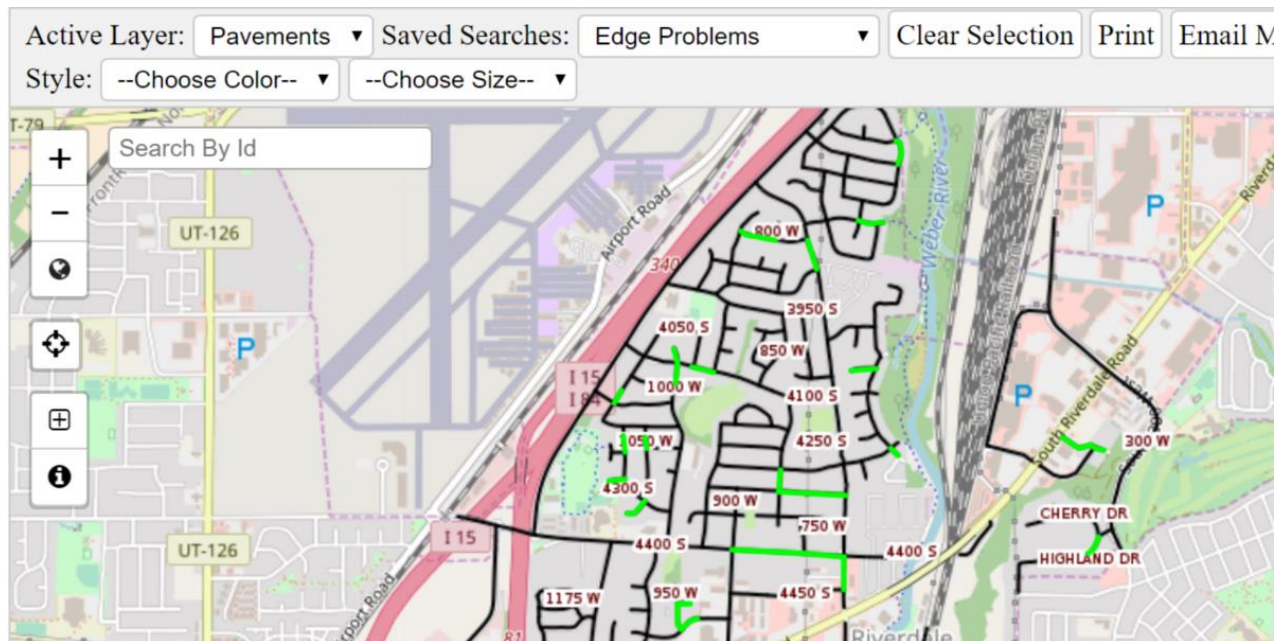 Active Layer: Pavements Saved Searches: Edge Problems Clear Selection Print Email M
Style: --Choose Color-- --Choose Size--
T-79
+
Search By Id
−
UT-126
Airport Road
Weber River
P
800 W
340
3950 S
4050 S
850 W
P
I 15
I 84
1000 W
4100 S
P
South Riverdale Road
1050 W
4250 S
300 W
4300 S
900 W
CHERRY DR
750 W
I 15
UT-126
4400 S
4400 S
HIGHLAND DR
1175 W
950 W
4450 S
port Road
81
Riverdale